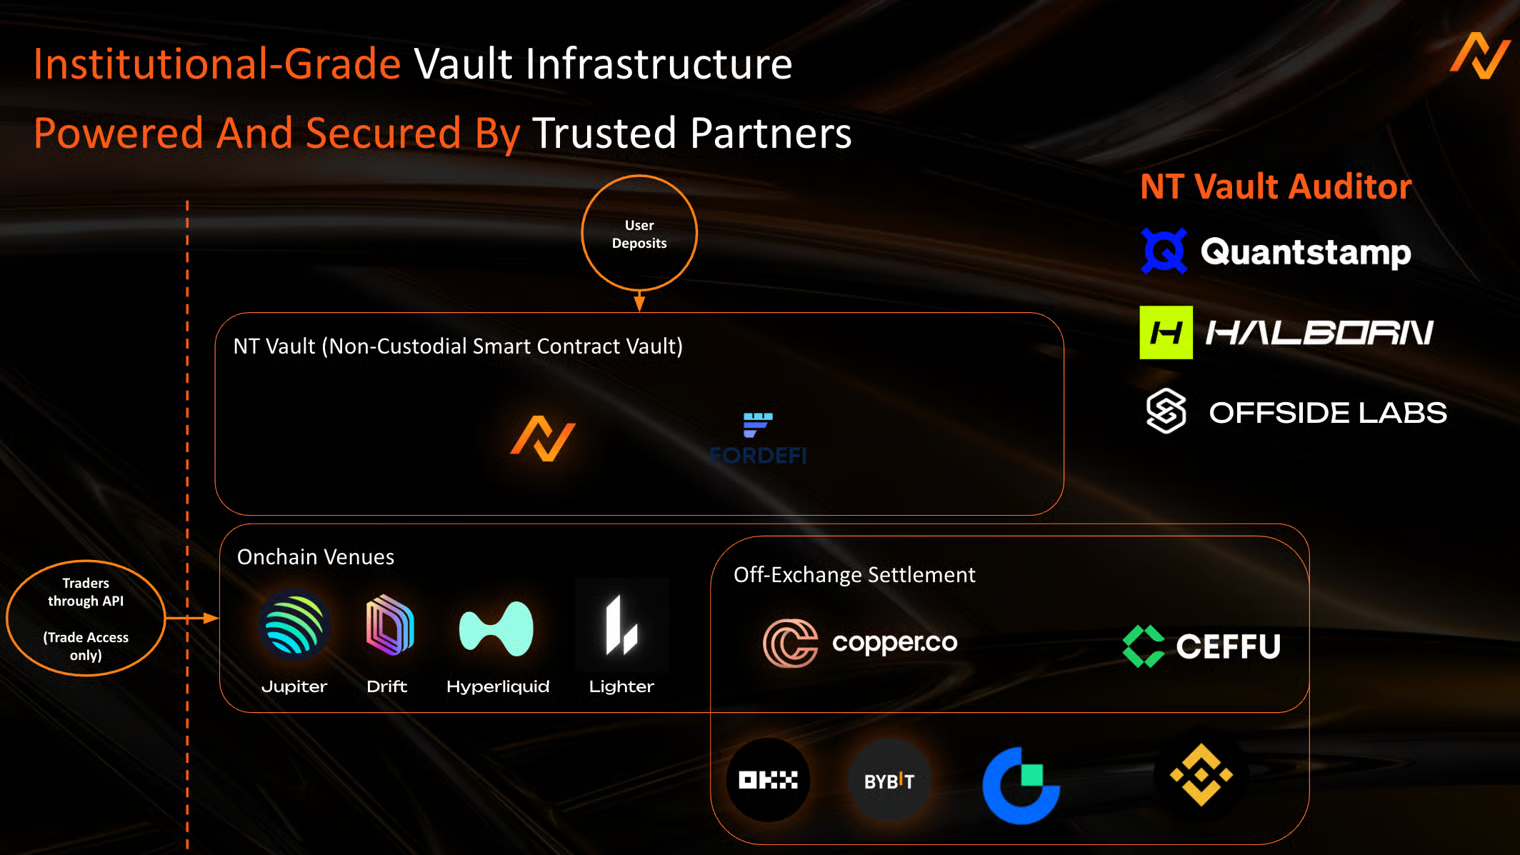 Institutional-Grade Vault Infrastructure
Powered And Secured By Trusted Partners
NT Vault Auditor
Quantstamp
H HALBORN
OFFSIDE LABS
User
Deposits
NT Vault (Non-Custodial Smart Contract Vault)
FORDEFI
Traders
through API
(Trade Access
only)
Onchain Venues
Jupiter
Drift
Hyperliquid
Lighter
Off-Exchange Settlement
copper.co
CEFFU
OKX
BYBIT